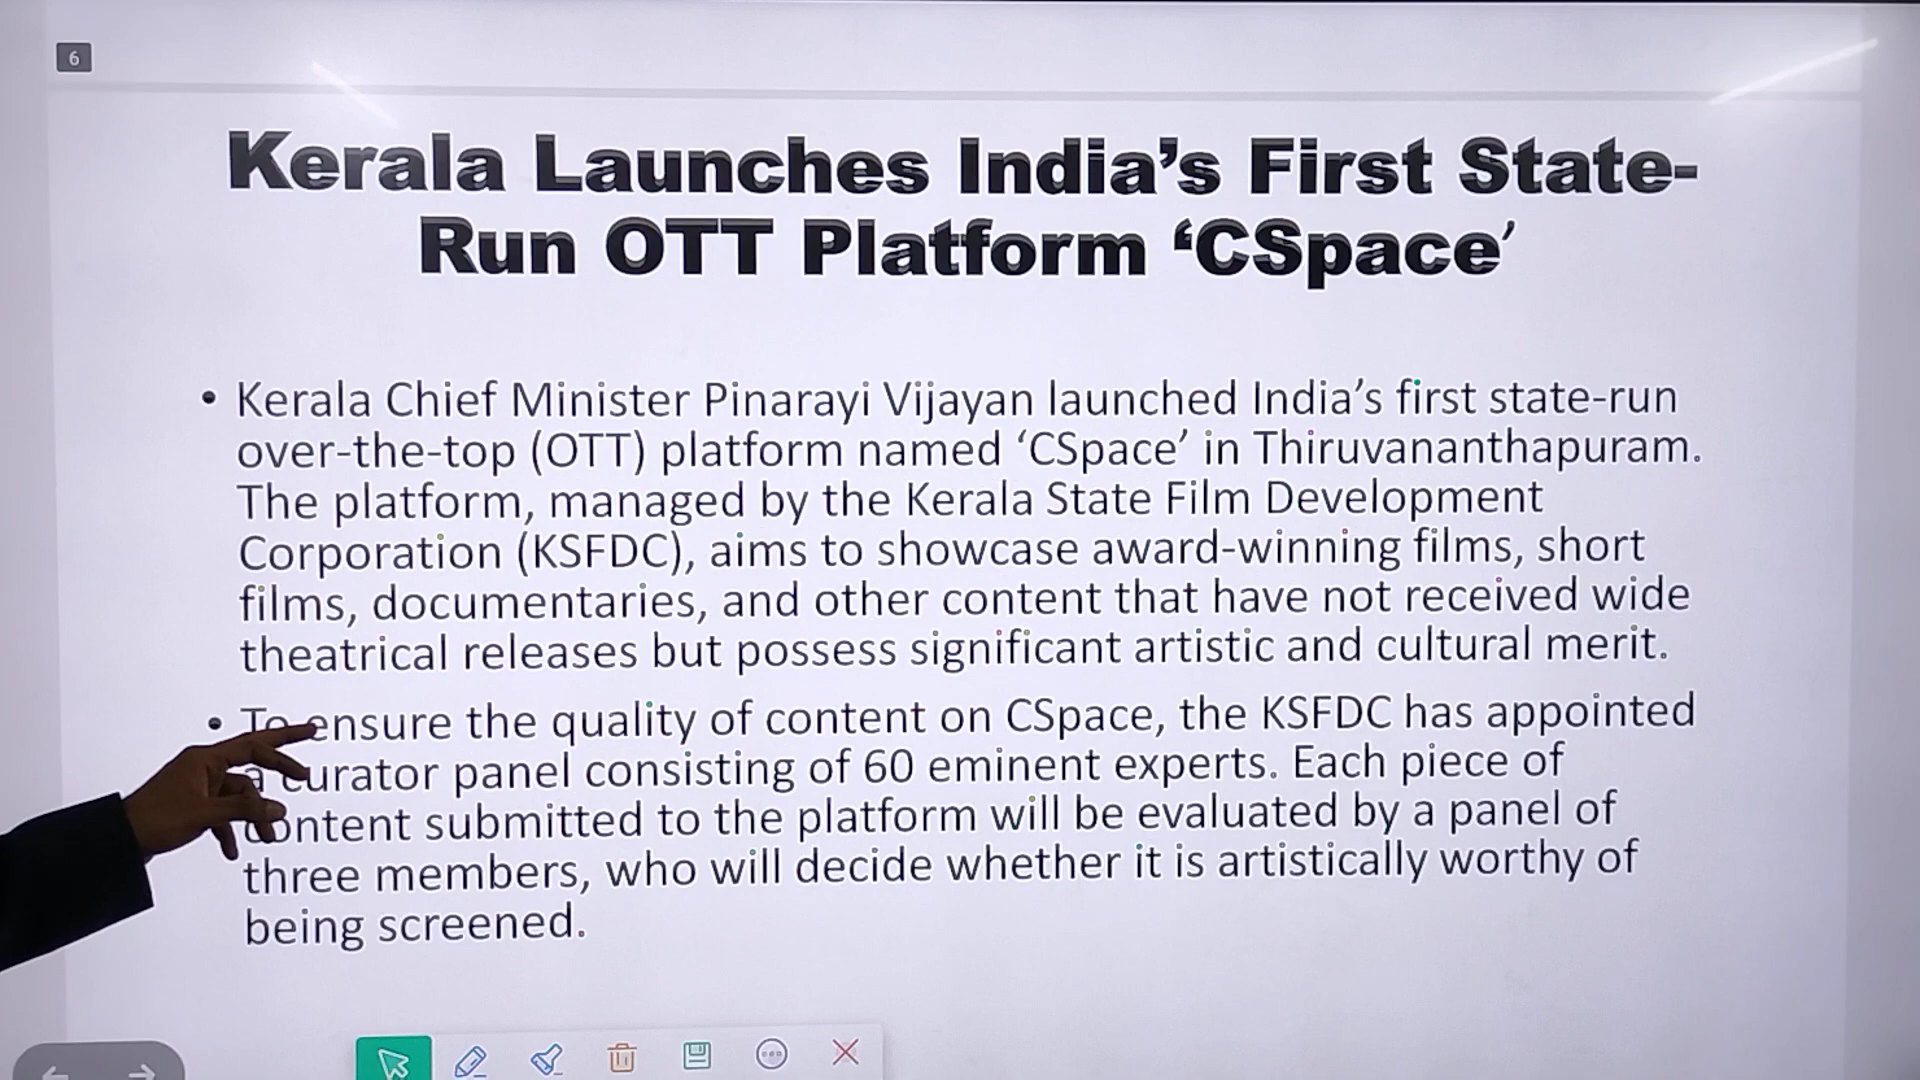 6
Kerala Launches India’s First State-
Run OTT Platform ‘CSpace’
• Kerala Chief Minister Pinarayi Vijayan launched India’s first state-run
over-the-top (OTT) platform named ‘CSpace’ in Thiruvananthapuram.
The platform, managed by the Kerala State Film Development
Corporation (KSFDC), aims to showcase award-winning films, short
films, documentaries, and other content that have not received wide
theatrical releases but possess significant artistic and cultural merit.
• To ensure the quality of content on CSpace, the KSFDC has appointed
a curator panel consisting of 60 eminent experts. Each piece of
content submitted to the platform will be evaluated by a panel of
three members, who will decide whether it is artistically worthy of
being screened.